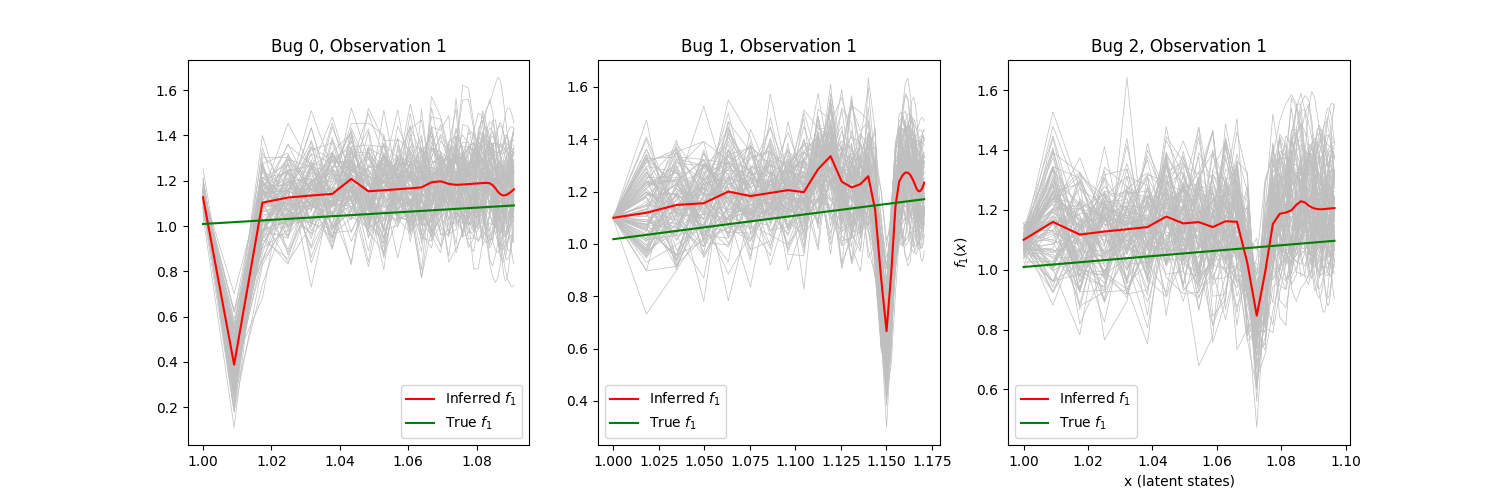 Bug 0, Observation 1
1.6
1.4
1.2
1.0
0.8
0.6
0.4
0.2
1.00 1.02 1.04 1.06 1.08
Inferred f₁
True f₁
Bug 1, Observation 1
1.6
1.4
1.2
1.0
0.8
0.6
0.4
1.000 1.025 1.050 1.075 1.100 1.125 1.150 1.175
Inferred f₁
True f₁
Bug 2, Observation 1
f₁(x)
1.6
1.4
1.2
1.0
0.8
0.6
1.00 1.02 1.04 1.06 1.08 1.10
x (latent states)
Inferred f₁
True f₁